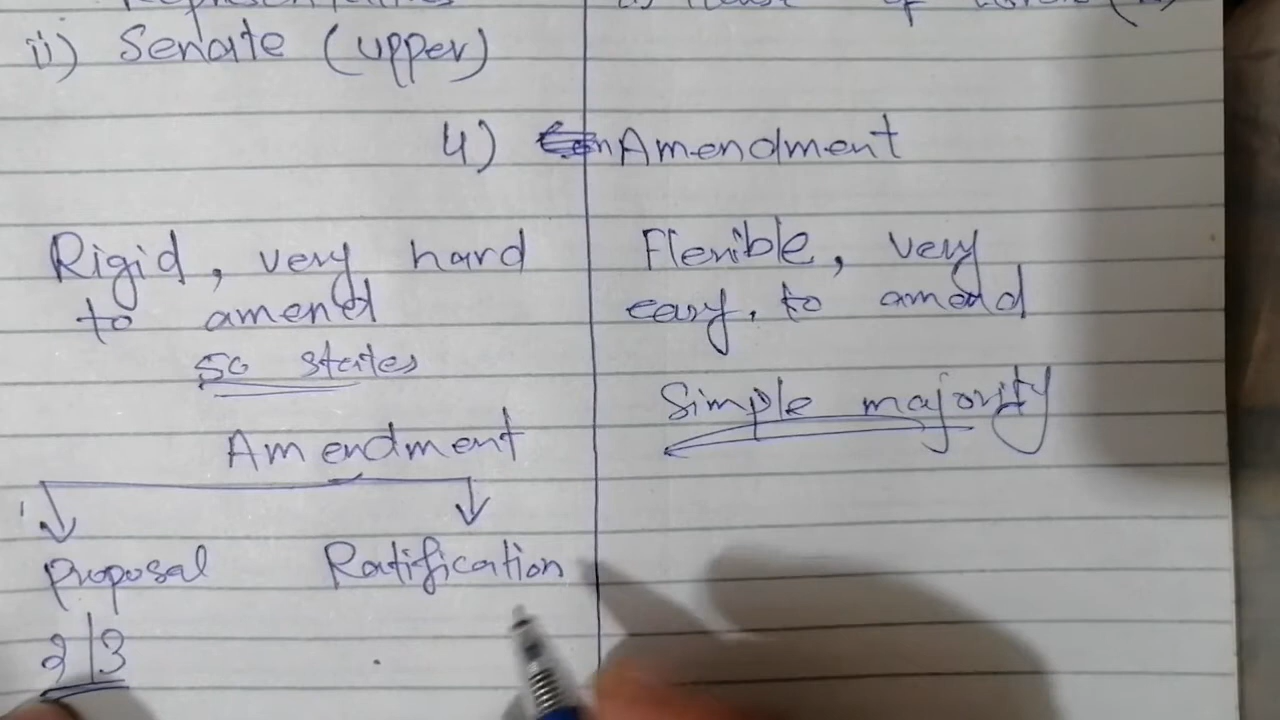 ii) Senate (upper)
4) Amendment
Rigid, very hard
to amend
50 states
Amendment
Proposal Ratification
2/3
Flexible, very
easy, to amend
Simple majority